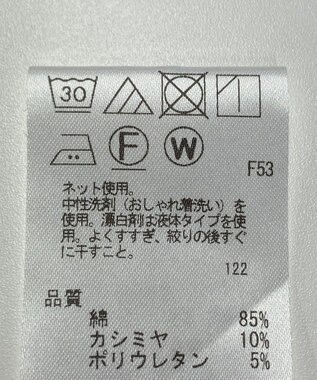 30
F W
F53
ネット使用。
中性洗剤（おしゃれ着洗い）を
使用。漂白剤は液体タイプを使
用。よくすすぎ、絞りの後すぐ
に干すこと。
122
品質
綿 85%
カシミヤ 10%
ポリウレタン 5%